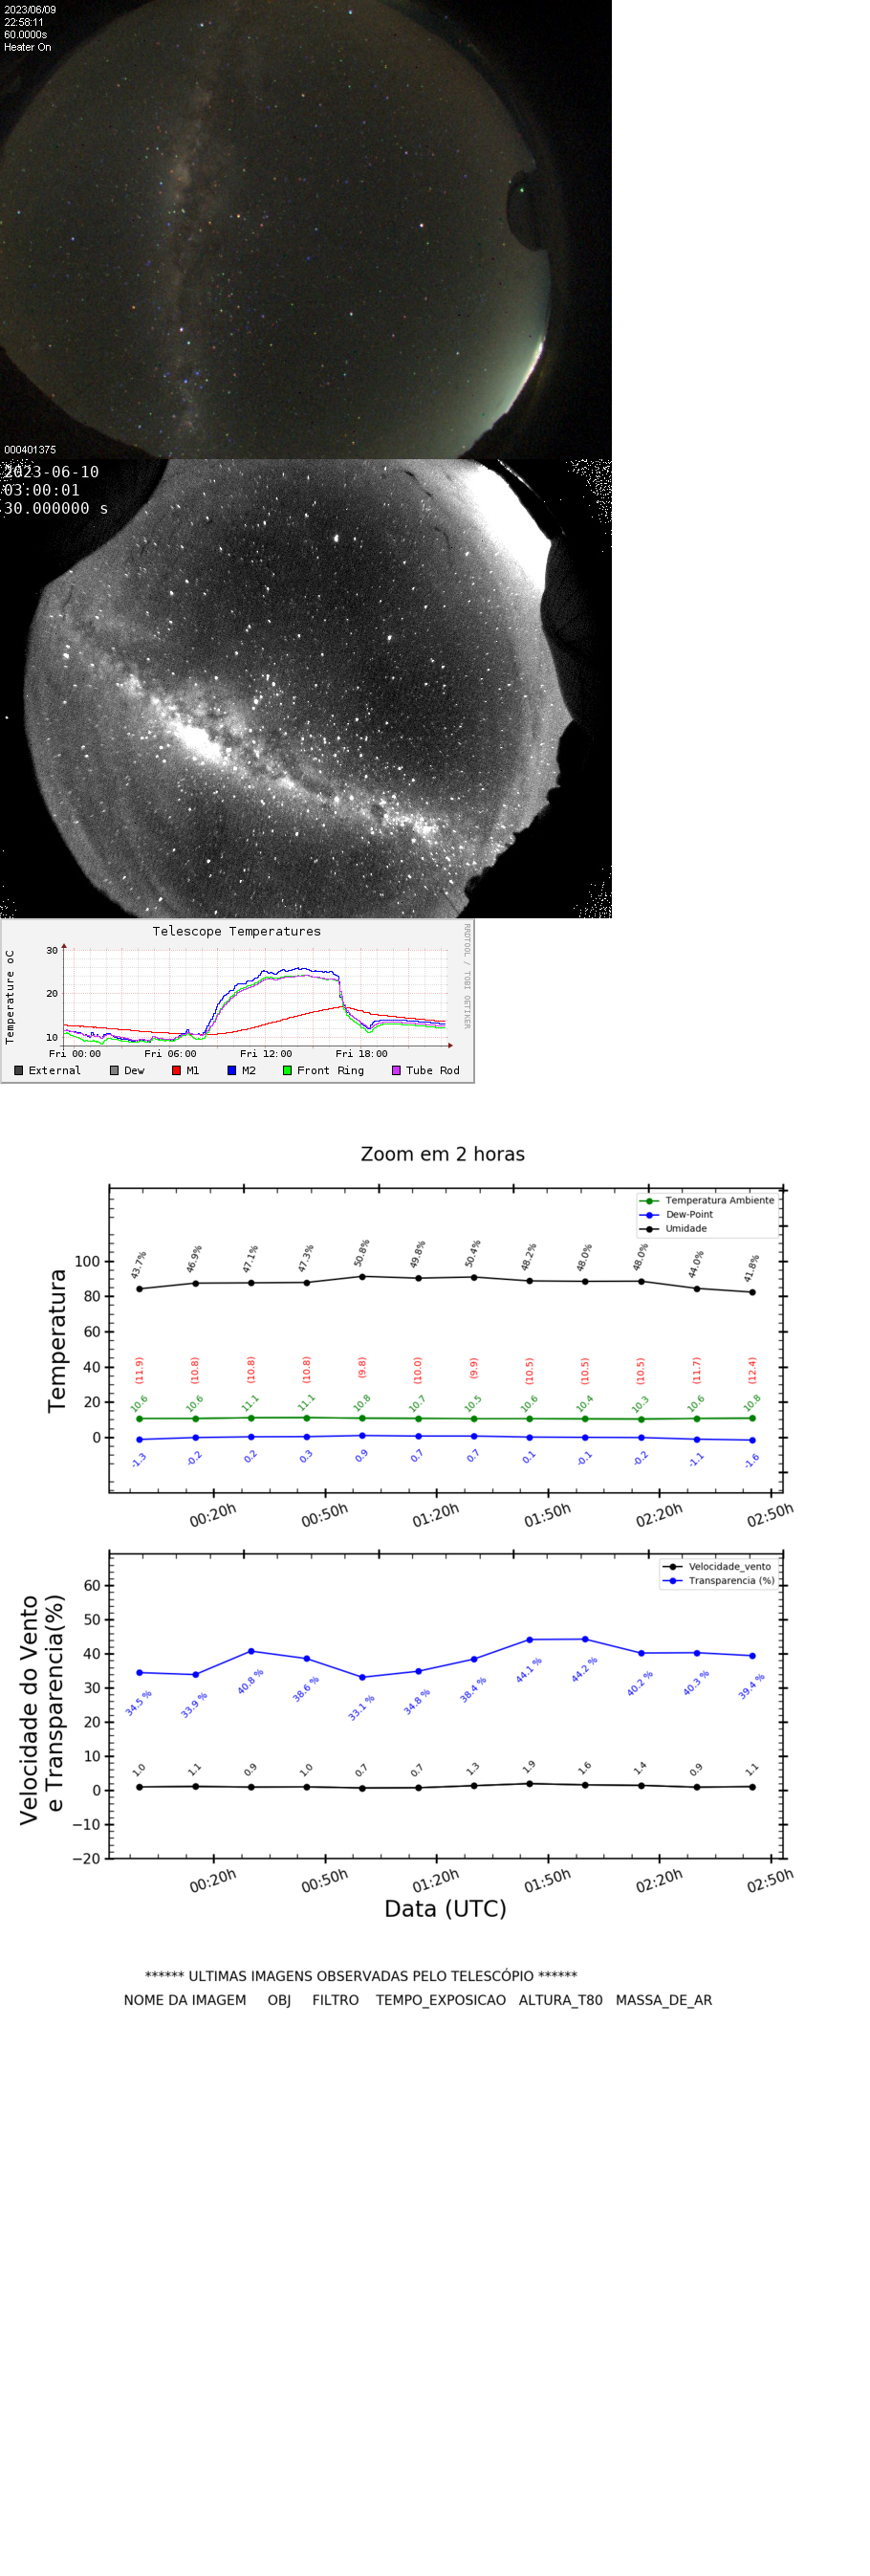 2023/06/09
22:58:11
60.0000s
Heater On
000401375
2023-06-10
03:00:01
30.000000 s
Telescope Temperatures
RRDTOOL / TOBI OETIKER
Temperature oC
30
20
10
Fri 00:00 Fri 06:00 Fri 12:00 Fri 18:00
External Dew M1 M2 Front Ring Tube Rod
Zoom em 2 horas
Temperatura Ambiente
Dew-Point
Umidade
Temperatura
100
80
60
40
20
0
43.7% 46.9% 47.1% 47.3% 50.8% 49.8% 50.4% 48.2% 48.0% 48.0% 44.0% 41.8%
(11.9) (10.8) (10.8) (10.8) (9.8) (10.0) (9.9) (10.5) (10.5) (10.5) (11.7) (12.4)
10.6 10.6 11.1 11.1 10.8 10.7 10.5 10.6 10.4 10.3 10.6 10.8
-1.3 -0.2 0.2 0.3 0.9 0.7 0.7 0.1 -0.1 -0.2 -1.1 -1.6
00:20h 00:50h 01:20h 01:50h 02:20h 02:50h
Velocidade_vento
Transparencia (%)
Velocidade do Vento
e Transparencia(%)
60
50
40
30
20
10
0
−10
−20
34.5 % 33.9 % 40.8 % 38.6 % 33.1 % 34.8 % 38.4 % 44.1 % 44.2 % 40.2 % 40.3 % 39.4 %
1.0 1.1 0.9 1.0 0.7 0.7 1.3 1.9 1.6 1.4 0.9 1.1
00:20h 00:50h 01:20h 01:50h 02:20h 02:50h
Data (UTC)
****** ULTIMAS IMAGENS OBSERVADAS PELO TELESCÓPIO ******
NOME DA IMAGEM OBJ FILTRO TEMPO_EXPOSICAO ALTURA_T80 MASSA_DE_AR